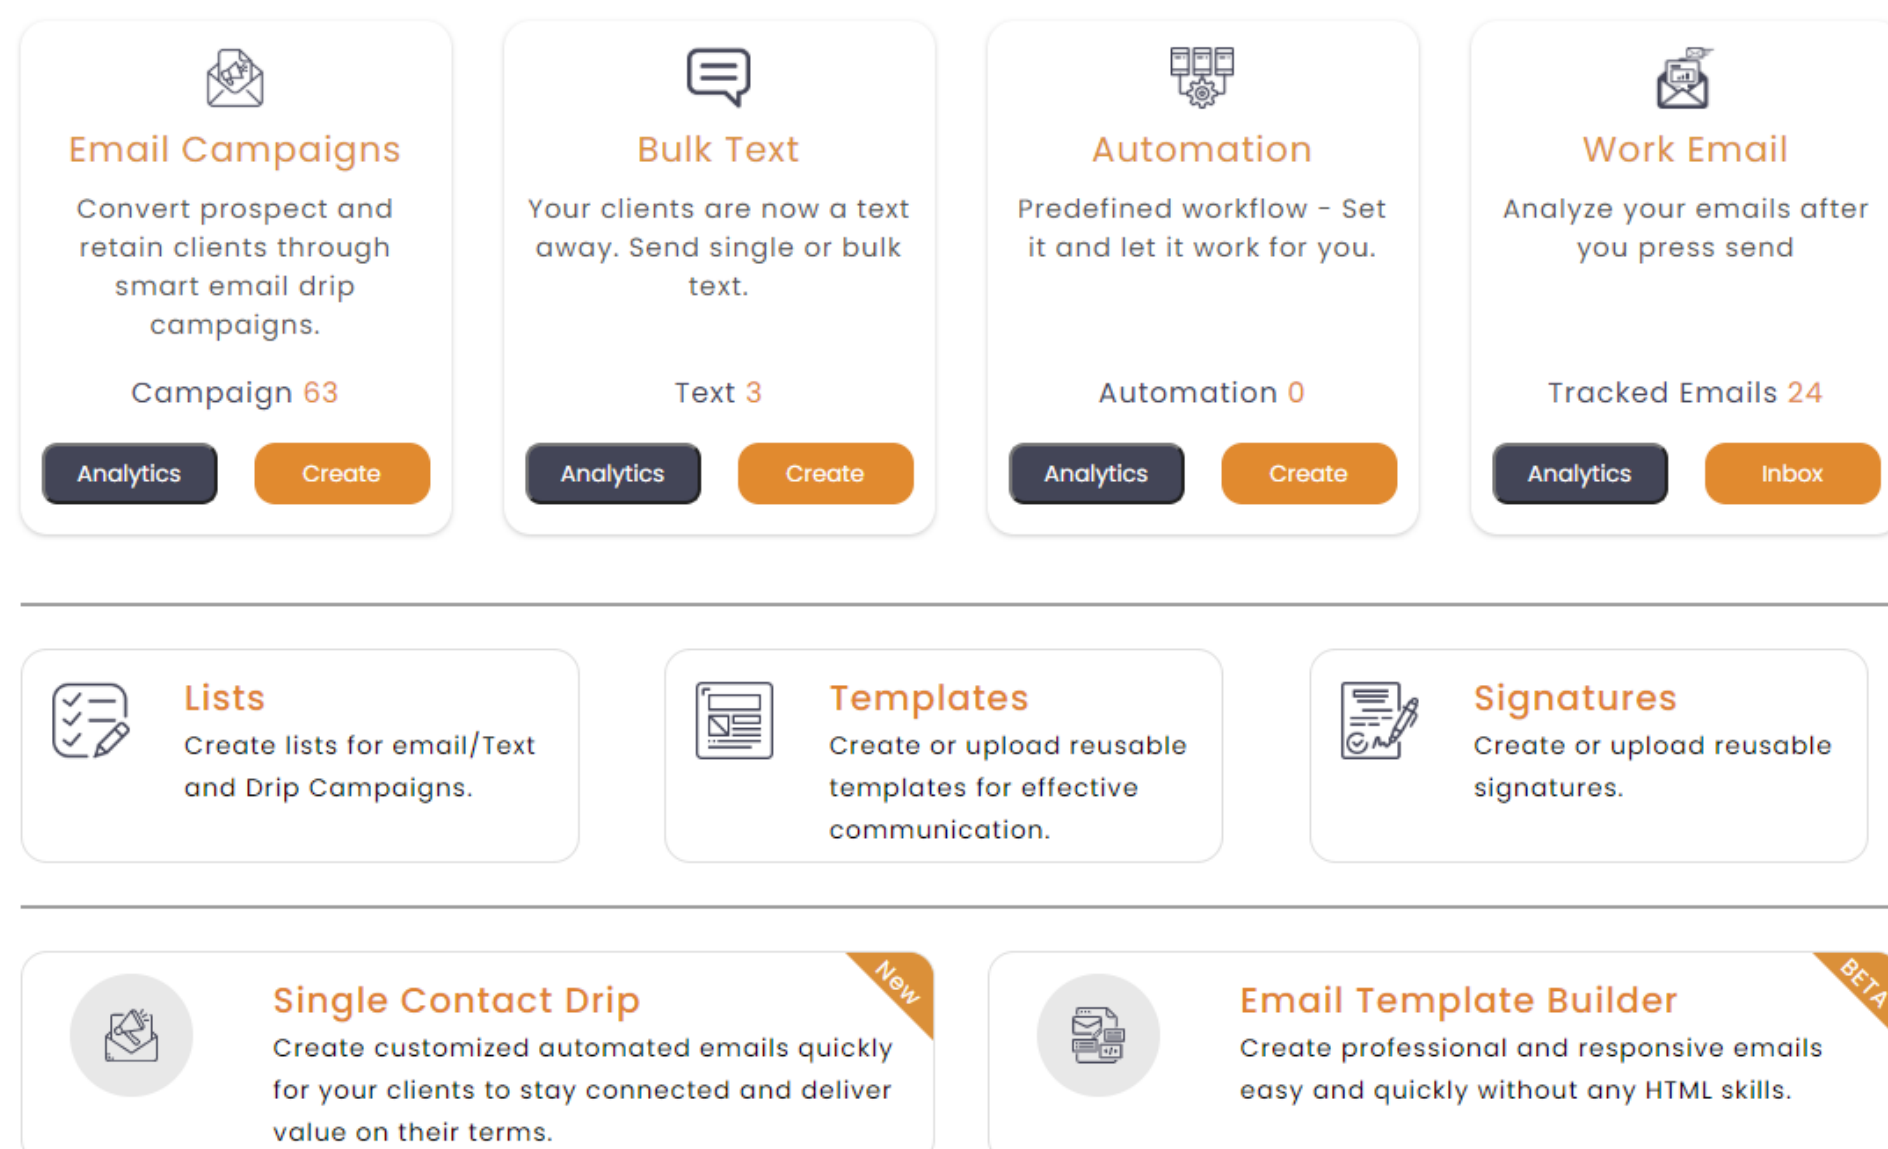 Email Campaigns
Convert prospect and
retain clients through
smart email drip
campaigns.
Campaign 63
Analytics
Create
Bulk Text
Your clients are now a text
away. Send single or bulk
text.
Text 3
Analytics
Create
Automation
Predefined workflow - Set
it and let it work for you.
Automation 0
Analytics
Create
Work Email
Analyze your emails after
you press send
Tracked Emails 24
Analytics
Inbox
Lists
Create lists for email/Text
and Drip Campaigns.
Templates
Create or upload reusable
templates for effective
communication.
Signatures
Create or upload reusable
signatures.
New
Single Contact Drip
Create customized automated emails quickly
for your clients to stay connected and deliver
value on their terms.
BETA
Email Template Builder
Create professional and responsive emails
easy and quickly without any HTML skills.